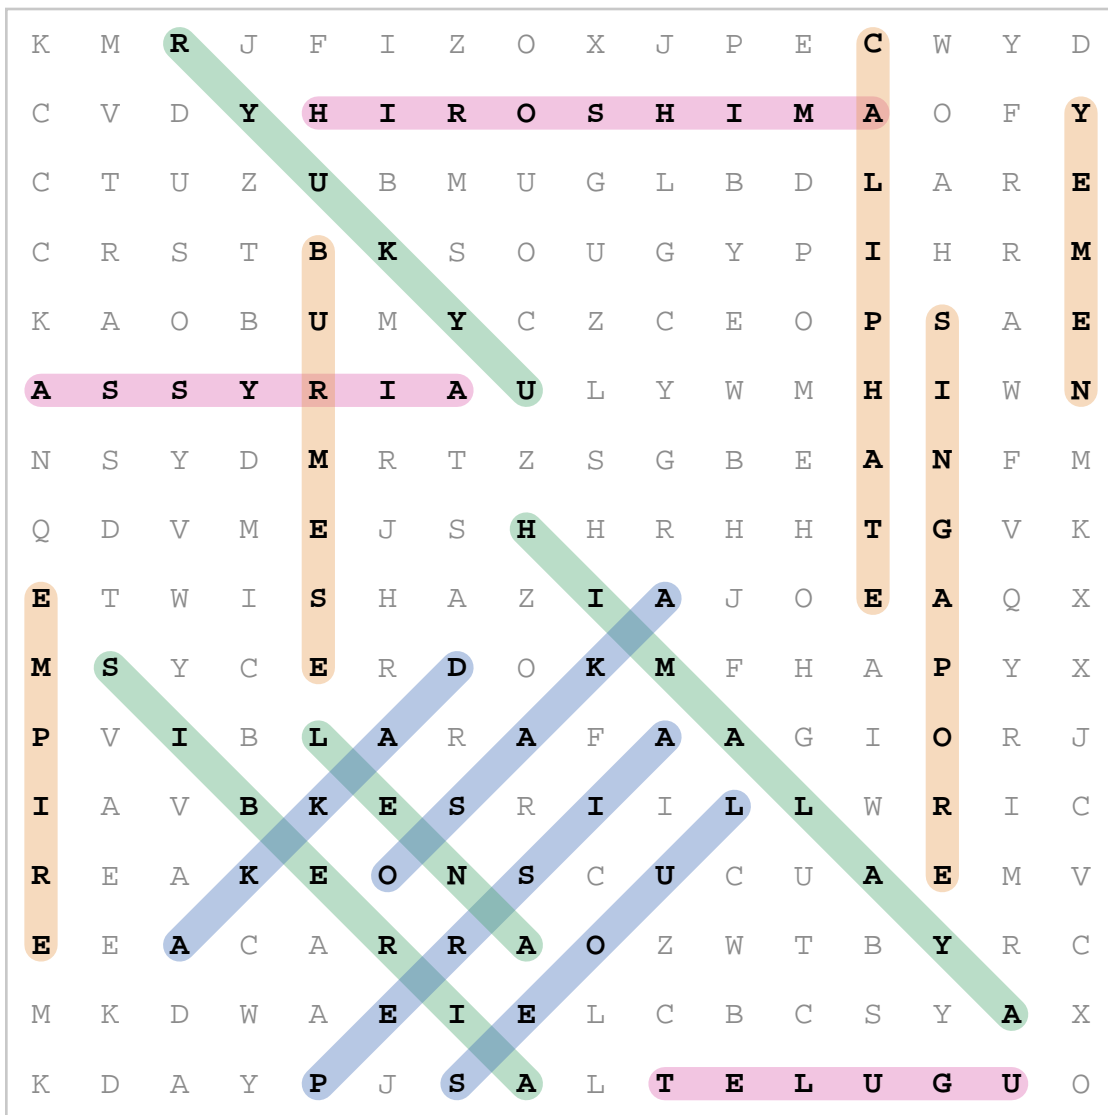 K M R J F I Z O X J P E C W Y D
C V D Y H I R O S H I M A O F Y
C T U Z U B M U G L B D L A R E
C R S T B K S O U G Y P I H R M
K A O B U M Y C Z C E O P S A E
A S S Y R I A U L Y W M H I W N
N S Y D M R T Z S G B E A N F M
Q D V M E J S H H R H H T G V K
E T W I S H A Z I A J O E A Q X
M S Y C E R D O K M F H A P Y X
P V I B L A R A F A A G I O R J
I A V B K E S R I I L L W R I C
R E A K E O N S C U C U A E M V
E E A C A R R A O Z W T B Y R C
M K D W A E I E L C B C S Y A X
K D A Y P J S A L T E L U G U O